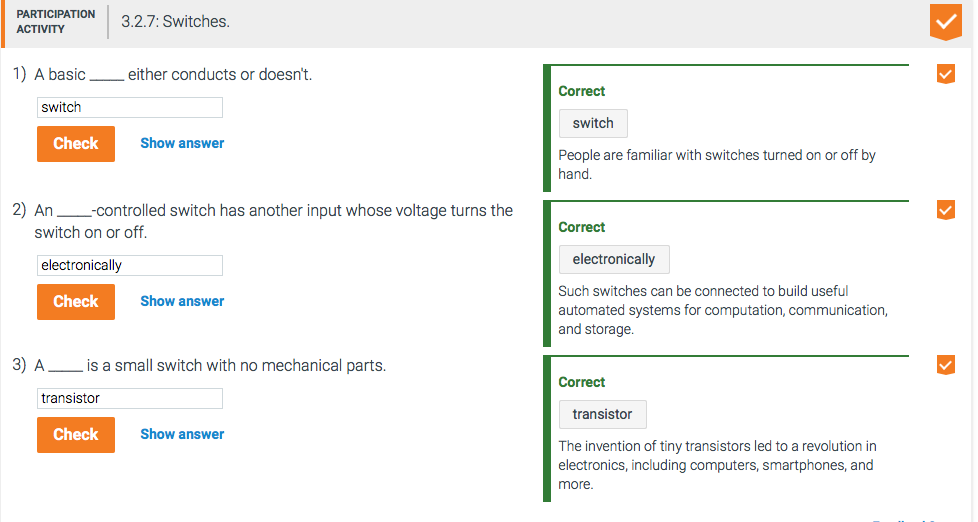 PARTICIPATION
ACTIVITY
3.2.7: Switches.
1) A basic _____ either conducts or doesn't.
switch
Check Show answer
Correct
switch
People are familiar with switches turned on or off by
hand.
2) An _____-controlled switch has another input whose voltage turns the
switch on or off.
electronically
Check Show answer
Correct
electronically
Such switches can be connected to build useful
automated systems for computation, communication,
and storage.
3) A _____ is a small switch with no mechanical parts.
transistor
Check Show answer
Correct
transistor
The invention of tiny transistors led to a revolution in
electronics, including computers, smartphones, and
more.